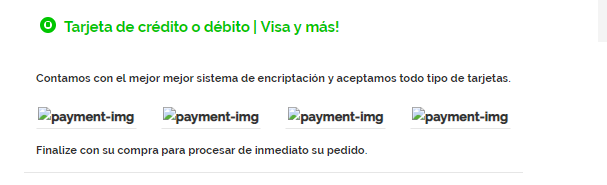 Tarjeta de crédito o débito | Visa y más!
Contamos con el mejor mejor sistema de encriptación y aceptamos todo tipo de tarjetas.
payment-img payment-img payment-img payment-img
Finalize con su compra para procesar de inmediato su pedido.